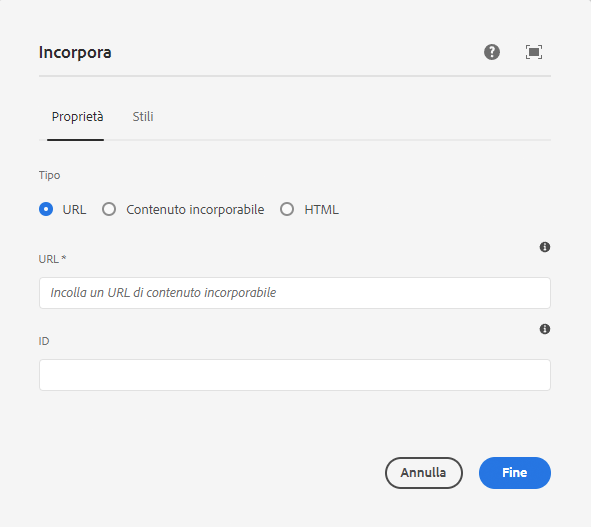 Incorpora
Proprietà Stili
Tipo
URL Contenuto incorporabile HTML
URL *
Incolla un URL di contenuto incorporabile
ID
Annulla Fine